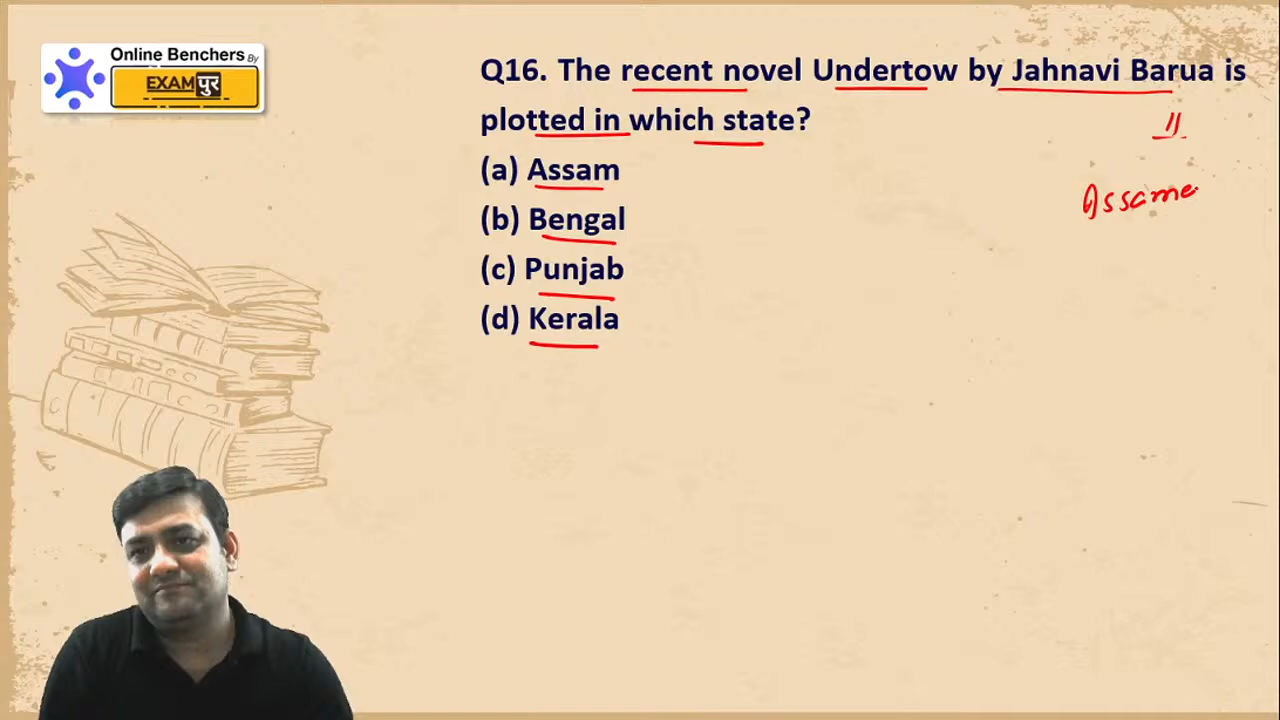 Online Benchers By
EXAMपुर
Q16. The recent novel Undertow by Jahnavi Barua is
plotted in which state?
(a) Assam
(b) Bengal
(c) Punjab
(d) Kerala
Assame